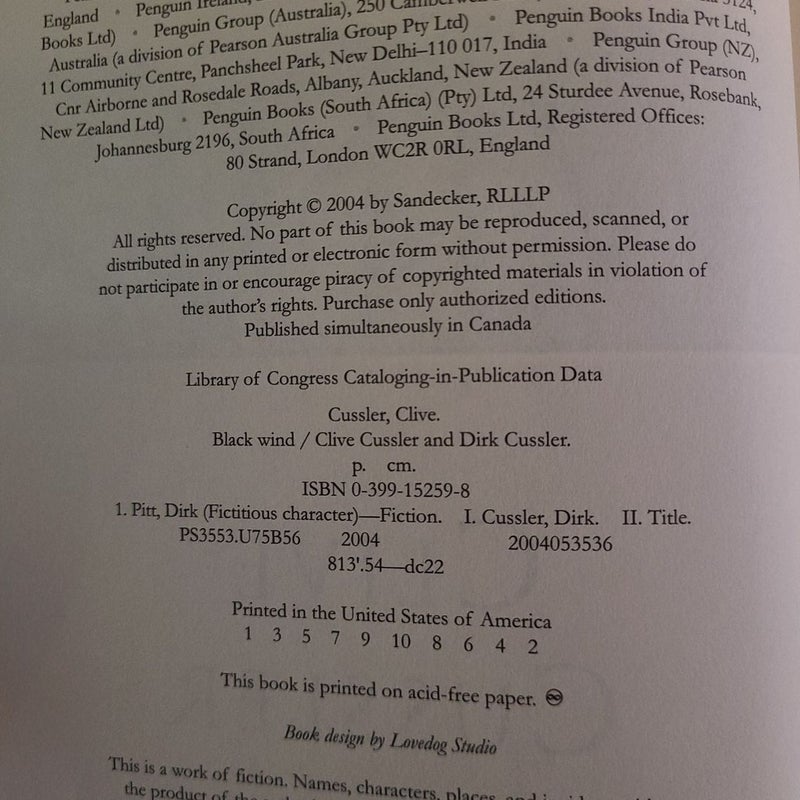 England • Penguin Ireland,
Books Ltd) • Penguin Group (Australia), 250
Australia (a division of Pearson Australia Group Pty Ltd) • Penguin Books India Pvt Ltd,
11 Community Centre, Panchsheel Park, New Delhi–110 017, India • Penguin Group (NZ),
Cnr Airborne and Rosedale Roads, Albany, Auckland, New Zealand (a division of Pearson
New Zealand Ltd) • Penguin Books (South Africa) (Pty) Ltd, 24 Sturdee Avenue, Rosebank,
Johannesburg 2196, South Africa • Penguin Books Ltd, Registered Offices:
80 Strand, London WC2R 0RL, England
Copyright © 2004 by Sandecker, RLLLP
All rights reserved. No part of this book may be reproduced, scanned, or
distributed in any printed or electronic form without permission. Please do
not participate in or encourage piracy of copyrighted materials in violation of
the author's rights. Purchase only authorized editions.
Published simultaneously in Canada
Library of Congress Cataloging-in-Publication Data
Cussler, Clive.
Black wind / Clive Cussler and Dirk Cussler.
p. cm.
ISBN 0-399-15259-8
1. Pitt, Dirk (Fictitious character)—Fiction. I. Cussler, Dirk. II. Title.
PS3553.U75B56 2004 2004053536
813'.54—dc22
Printed in the United States of America
1 3 5 7 9 10 8 6 4 2
This book is printed on acid-free paper. ♾
Book design by Lovedog Studio
This is a work of fiction. Names, characters, places, and
the product of the